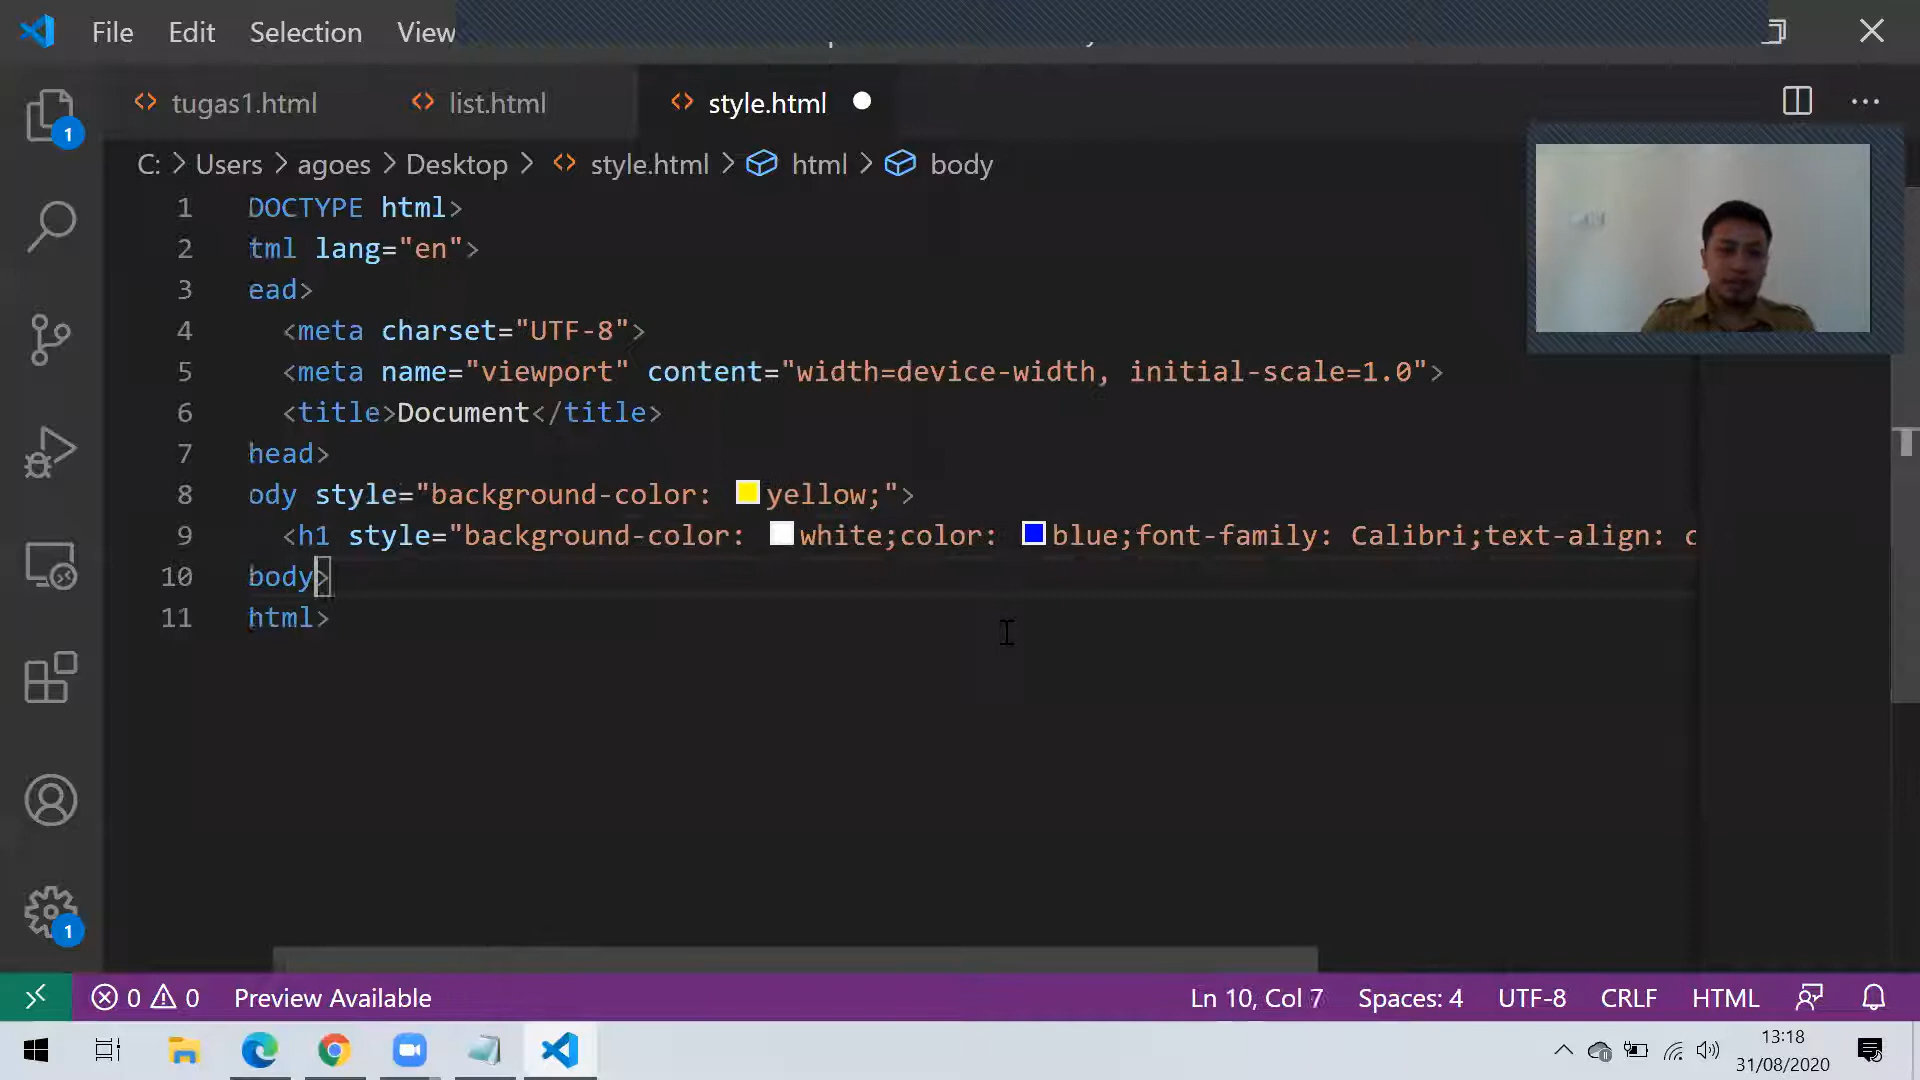 File Edit Selection View
tugas1.html list.html style.html
C: > Users > agoes > Desktop > style.html > html > body
1 DOCTYPE html>
2 tml lang="en">
3 ead>
4 <meta charset="UTF-8">
5 <meta name="viewport" content="width=device-width, initial-scale=1.0">
6 <title>Document</title>
7 head>
8 ody style="background-color: yellow;">
9 <h1 style="background-color: white;color: blue;font-family: Calibri;text-align: c
10 body>
11 html>
1
1
0 0 Preview Available Ln 10, Col 7 Spaces: 4 UTF-8 CRLF HTML
13:18
31/08/2020